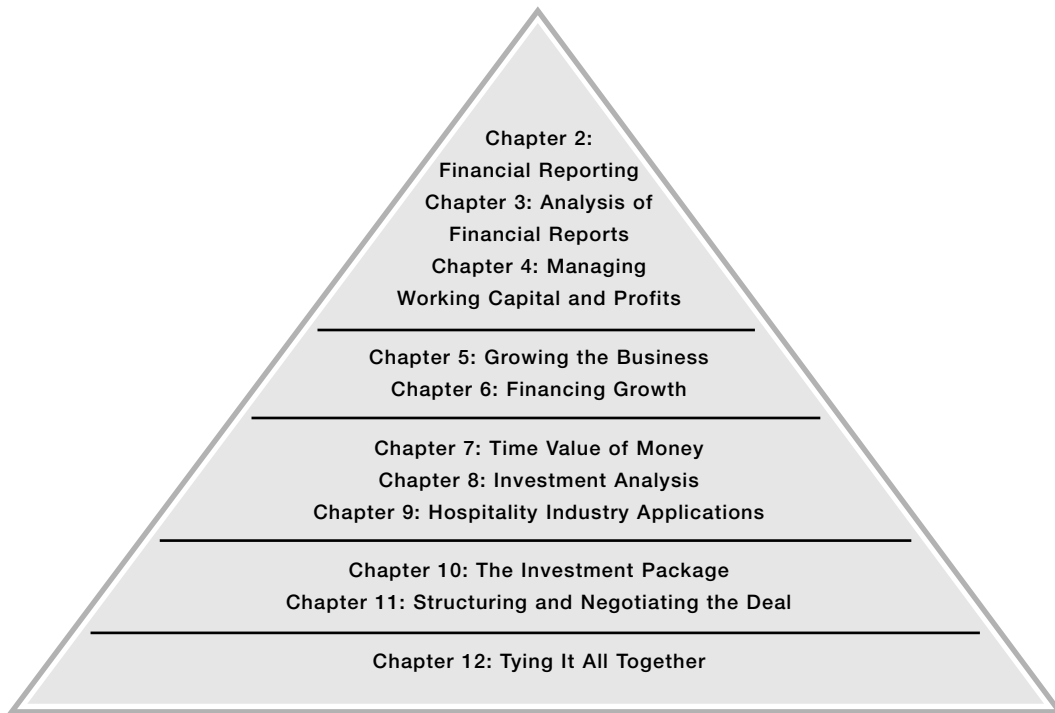 Chapter 2:
Financial Reporting
Chapter 3: Analysis of
Financial Reports
Chapter 4: Managing
Working Capital and Profits
Chapter 5: Growing the Business
Chapter 6: Financing Growth
Chapter 7: Time Value of Money
Chapter 8: Investment Analysis
Chapter 9: Hospitality Industry Applications
Chapter 10: The Investment Package
Chapter 11: Structuring and Negotiating the Deal
Chapter 12: Tying It All Together